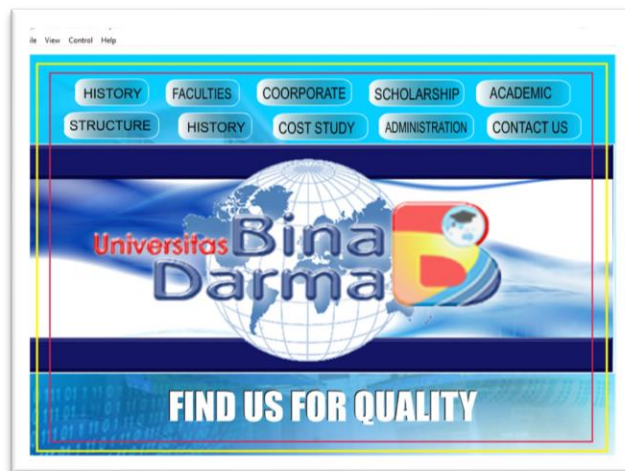 ile View Control Help
HISTORY FACULTIES COORPORATE SCHOLARSHIP ACADEMIC
STRUCTURE HISTORY COST STUDY ADMINISTRATION CONTACT US
Universitas Bina
Darma
FIND US FOR QUALITY